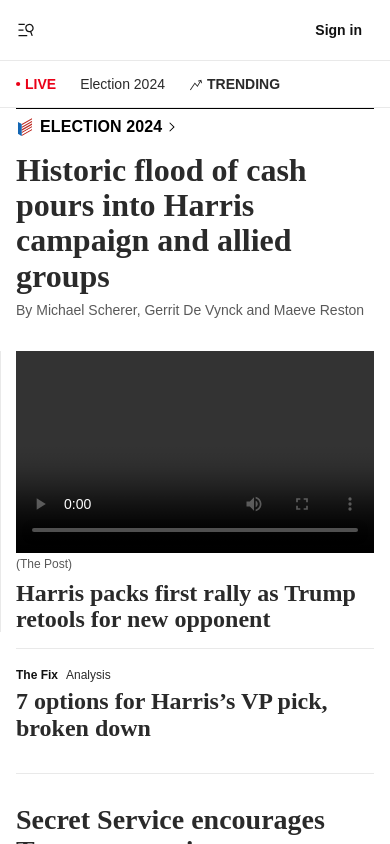 Sign in
LIVE
Election 2024
TRENDING
ELECTION 2024
Historic flood of cash
pours into Harris
campaign and allied
groups
By Michael Scherer, Gerrit De Vynck and Maeve Reston
0:00
(The Post)
Harris packs first rally as Trump
retools for new opponent
The Fix Analysis
7 options for Harris’s VP pick,
broken down
Secret Service encourages